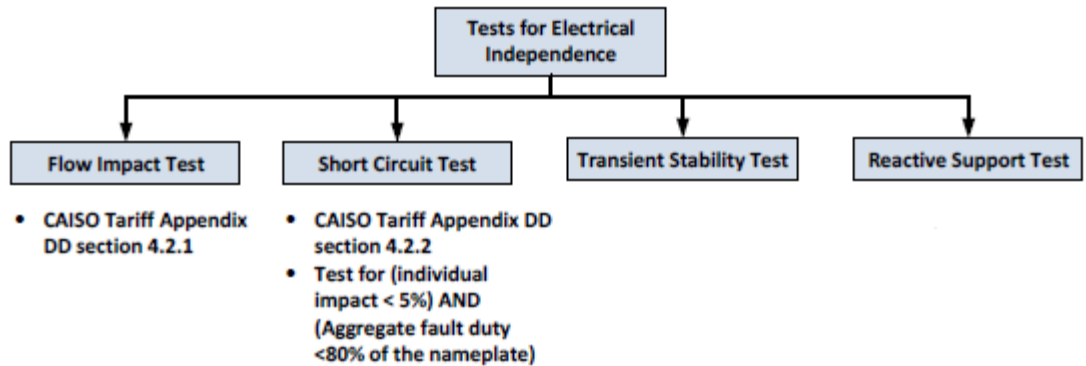 Tests for Electrical
Independence
Flow Impact Test
Short Circuit Test
Transient Stability Test
Reactive Support Test
• CAISO Tariff Appendix
DD section 4.2.1
• CAISO Tariff Appendix DD
section 4.2.2
• Test for (individual
impact < 5%) AND
(Aggregate fault duty
<80% of the nameplate)